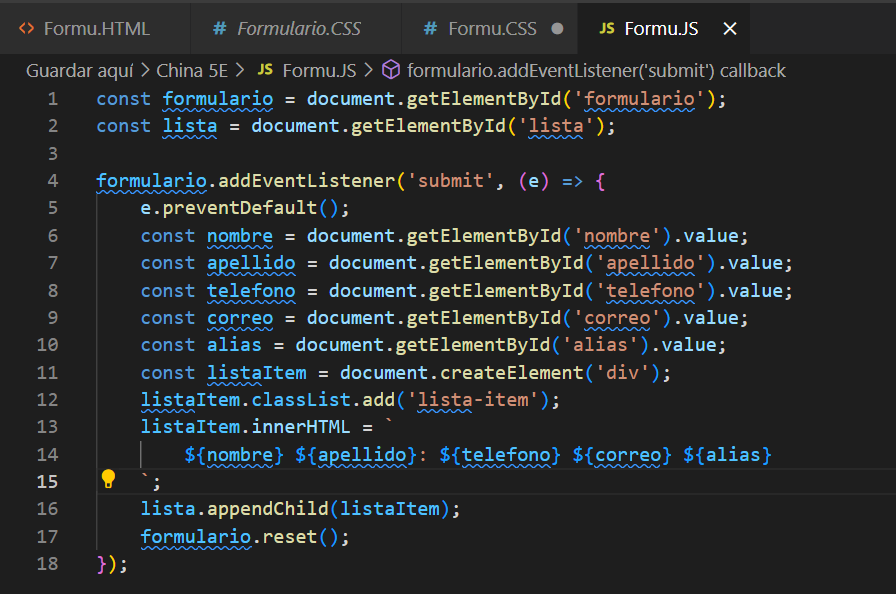 Formu.HTML # Formulario.CSS # Formu.CSS JS Formu.JS
Guardar aquí > China 5E > JS Formu.JS > formulario.addEventListener('submit') callback
1 const formulario = document.getElementById('formulario');
2 const lista = document.getElementById('lista');
3
4 formulario.addEventListener('submit', (e) => {
5     e.preventDefault();
6     const nombre = document.getElementById('nombre').value;
7     const apellido = document.getElementById('apellido').value;
8     const telefono = document.getElementById('telefono').value;
9     const correo = document.getElementById('correo').value;
10     const alias = document.getElementById('alias').value;
11     const listaItem = document.createElement('div');
12     listaItem.classList.add('lista-item');
13     listaItem.innerHTML = `
14         ${nombre} ${apellido}: ${telefono} ${correo} ${alias}
15     `;
16     lista.appendChild(listaItem);
17     formulario.reset();
18 });